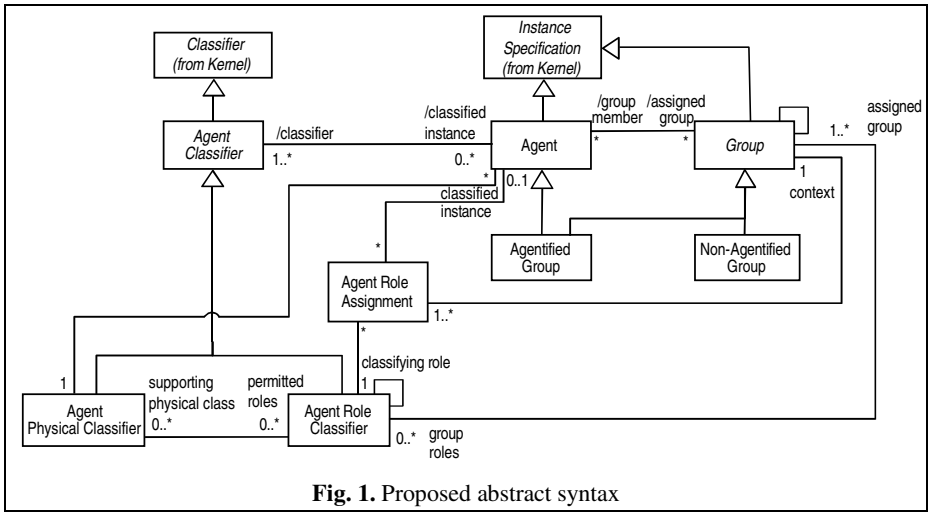 Classifier
(from Kernel)
Instance
Specification
(from Kernel)
Agent
Classifier
/classifier
1..*
/classified
instance
0..*
Agent
/group
member
*
/assigned
group
*
Group
1..*
assigned
group
1
context
*
0..1
classified
instance
Agentified
Group
Non-Agentified
Group
*
Agent Role
Assignment
1..*
*
classifying role
1
1
supporting
physical class
0..*
permitted
roles
0..*
Agent
Physical Classifier
Agent Role
Classifier
0..*
group
roles
Fig. 1. Proposed abstract syntax